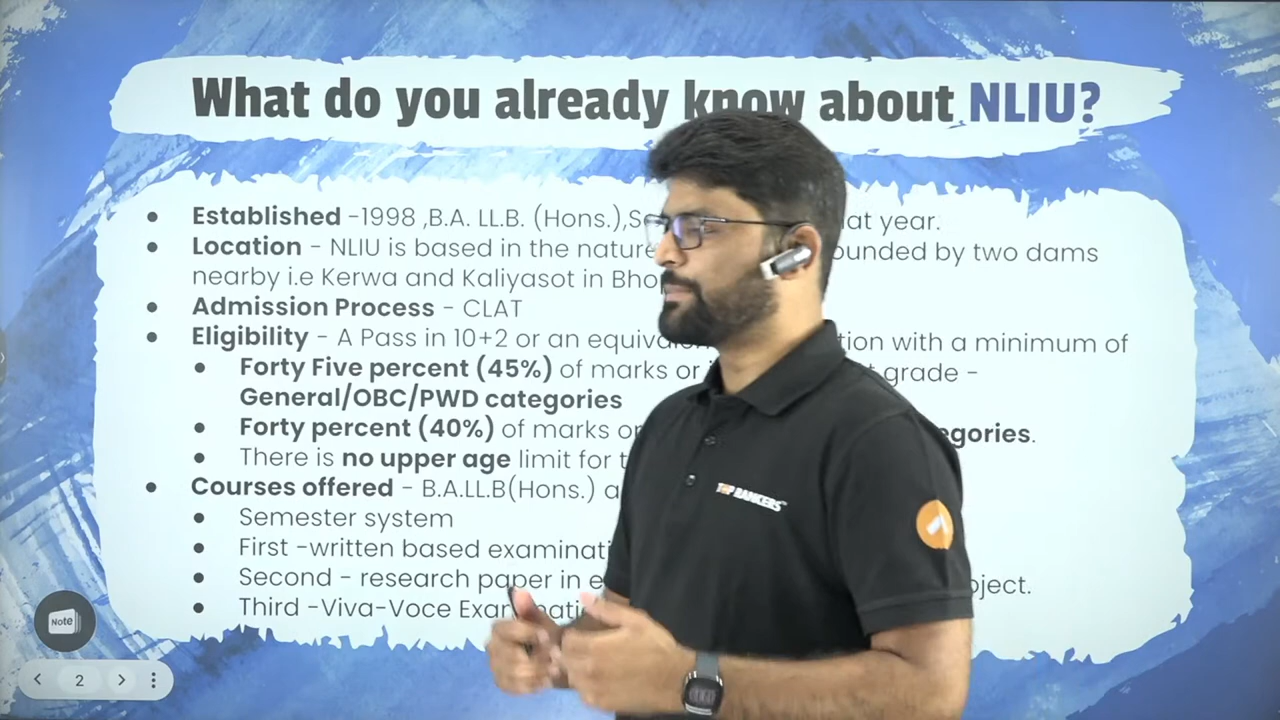 What do you already know about NLIU?
● Established -1998 ,B.A. LL.B. (Hons.), at year.
● Location - NLIU is based in the nature ounded by two dams
nearby i.e Kerwa and Kaliyasot in Bho
● Admission Process - CLAT
● Eligibility - A Pass in 10+2 or an equival tion with a minimum of
● Forty Five percent (45%) of marks or grade -
General/OBC/PWD categories
● Forty percent (40%) of marks or egories.
● There is no upper age limit for t
● Courses offered - B.A.LL.B(Hons.) a
● Semester system
● First -written based examinati
● Second - research paper in e oject.
● Third -Viva-Voce Exa
TOP RANKERS
Note
2